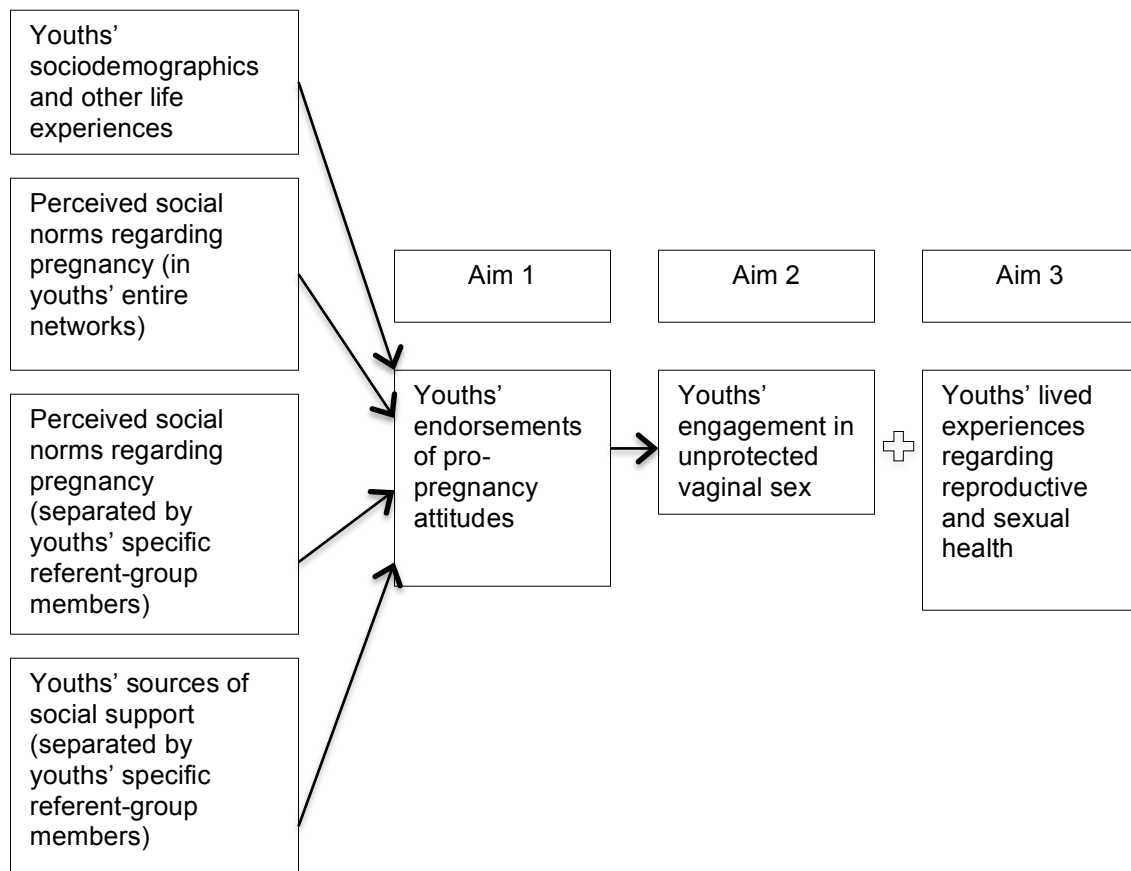 Youths’
sociodemographics
and other life
experiences
Perceived social
norms regarding
pregnancy (in
youths’ entire
networks)
Perceived social
norms regarding
pregnancy
(separated by
youths’ specific
referent-group
members)
Youths’ sources of
social support
(separated by
youths’ specific
referent-group
members)
Aim 1
Youths’
endorsements
of pro-
pregnancy
attitudes
Aim 2
Youths’
engagement in
unprotected
vaginal sex
Aim 3
Youths’ lived
experiences
regarding
reproductive
and sexual
health